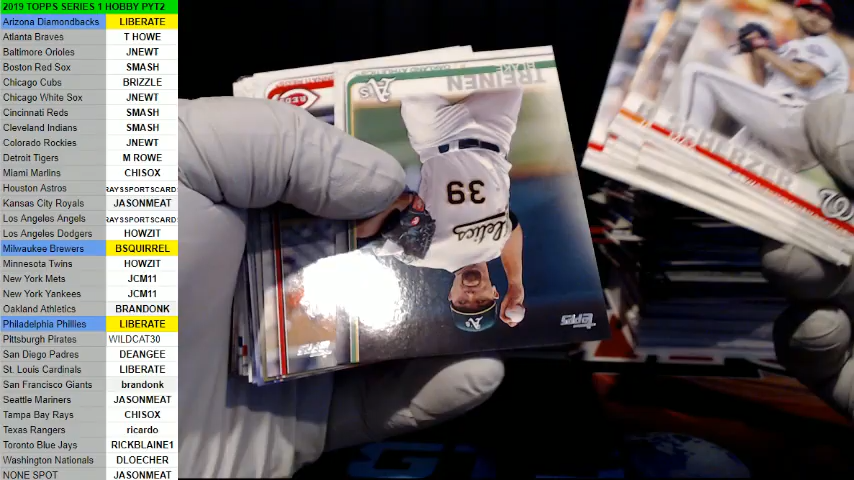 2019 TOPPS SERIES 1 HOBBY PYT2
Arizona Diamondbacks LIBERATE
Atlanta Braves T HOWE
Baltimore Orioles JNEWT
Boston Red Sox SMASH
Chicago Cubs BRIZZLE
Chicago White Sox JNEWT
Cincinnati Reds SMASH
Cleveland Indians SMASH
Colorado Rockies JNEWT
Detroit Tigers M ROWE
Miami Marlins CHISOX
Houston Astros RAYSSPORTSCARD
Kansas City Royals JASONMEAT
Los Angeles Angels RAYSSPORTSCARD
Los Angeles Dodgers HOWZIT
Milwaukee Brewers BSQUIRREL
Minnesota Twins HOWZIT
New York Mets JCM11
New York Yankees JCM11
Oakland Athletics BRANDONK
Philadelphia Phillies LIBERATE
Pittsburgh Pirates WILDCAT30
San Diego Padres DEANGEE
St. Louis Cardinals LIBERATE
San Francisco Giants brandonk
Seattle Mariners JASONMEAT
Tampa Bay Rays CHISOX
Texas Rangers ricardo
Toronto Blue Jays RICKBLAINE1
Washington Nationals DLOECHER
NONE SPOT JASONMEAT
BLAKE
TREINEN
OAKLAND ATHLETICS
A's
REDS
39
Athletics
A's
Topps
SCHERZER
W